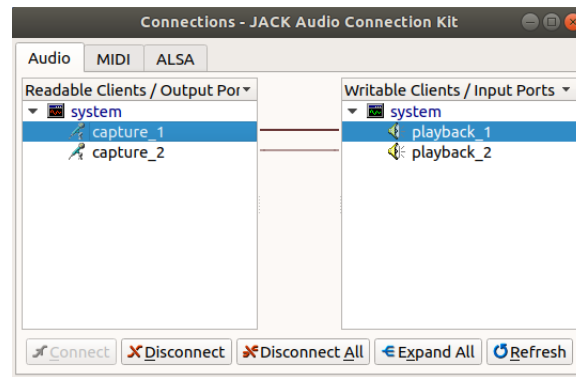 Connections - JACK Audio Connection Kit
Audio MIDI ALSA
Readable Clients / Output Por
Writable Clients / Input Ports
system
capture_1
capture_2
system
playback_1
playback_2
Connect Disconnect Disconnect All Expand All Refresh